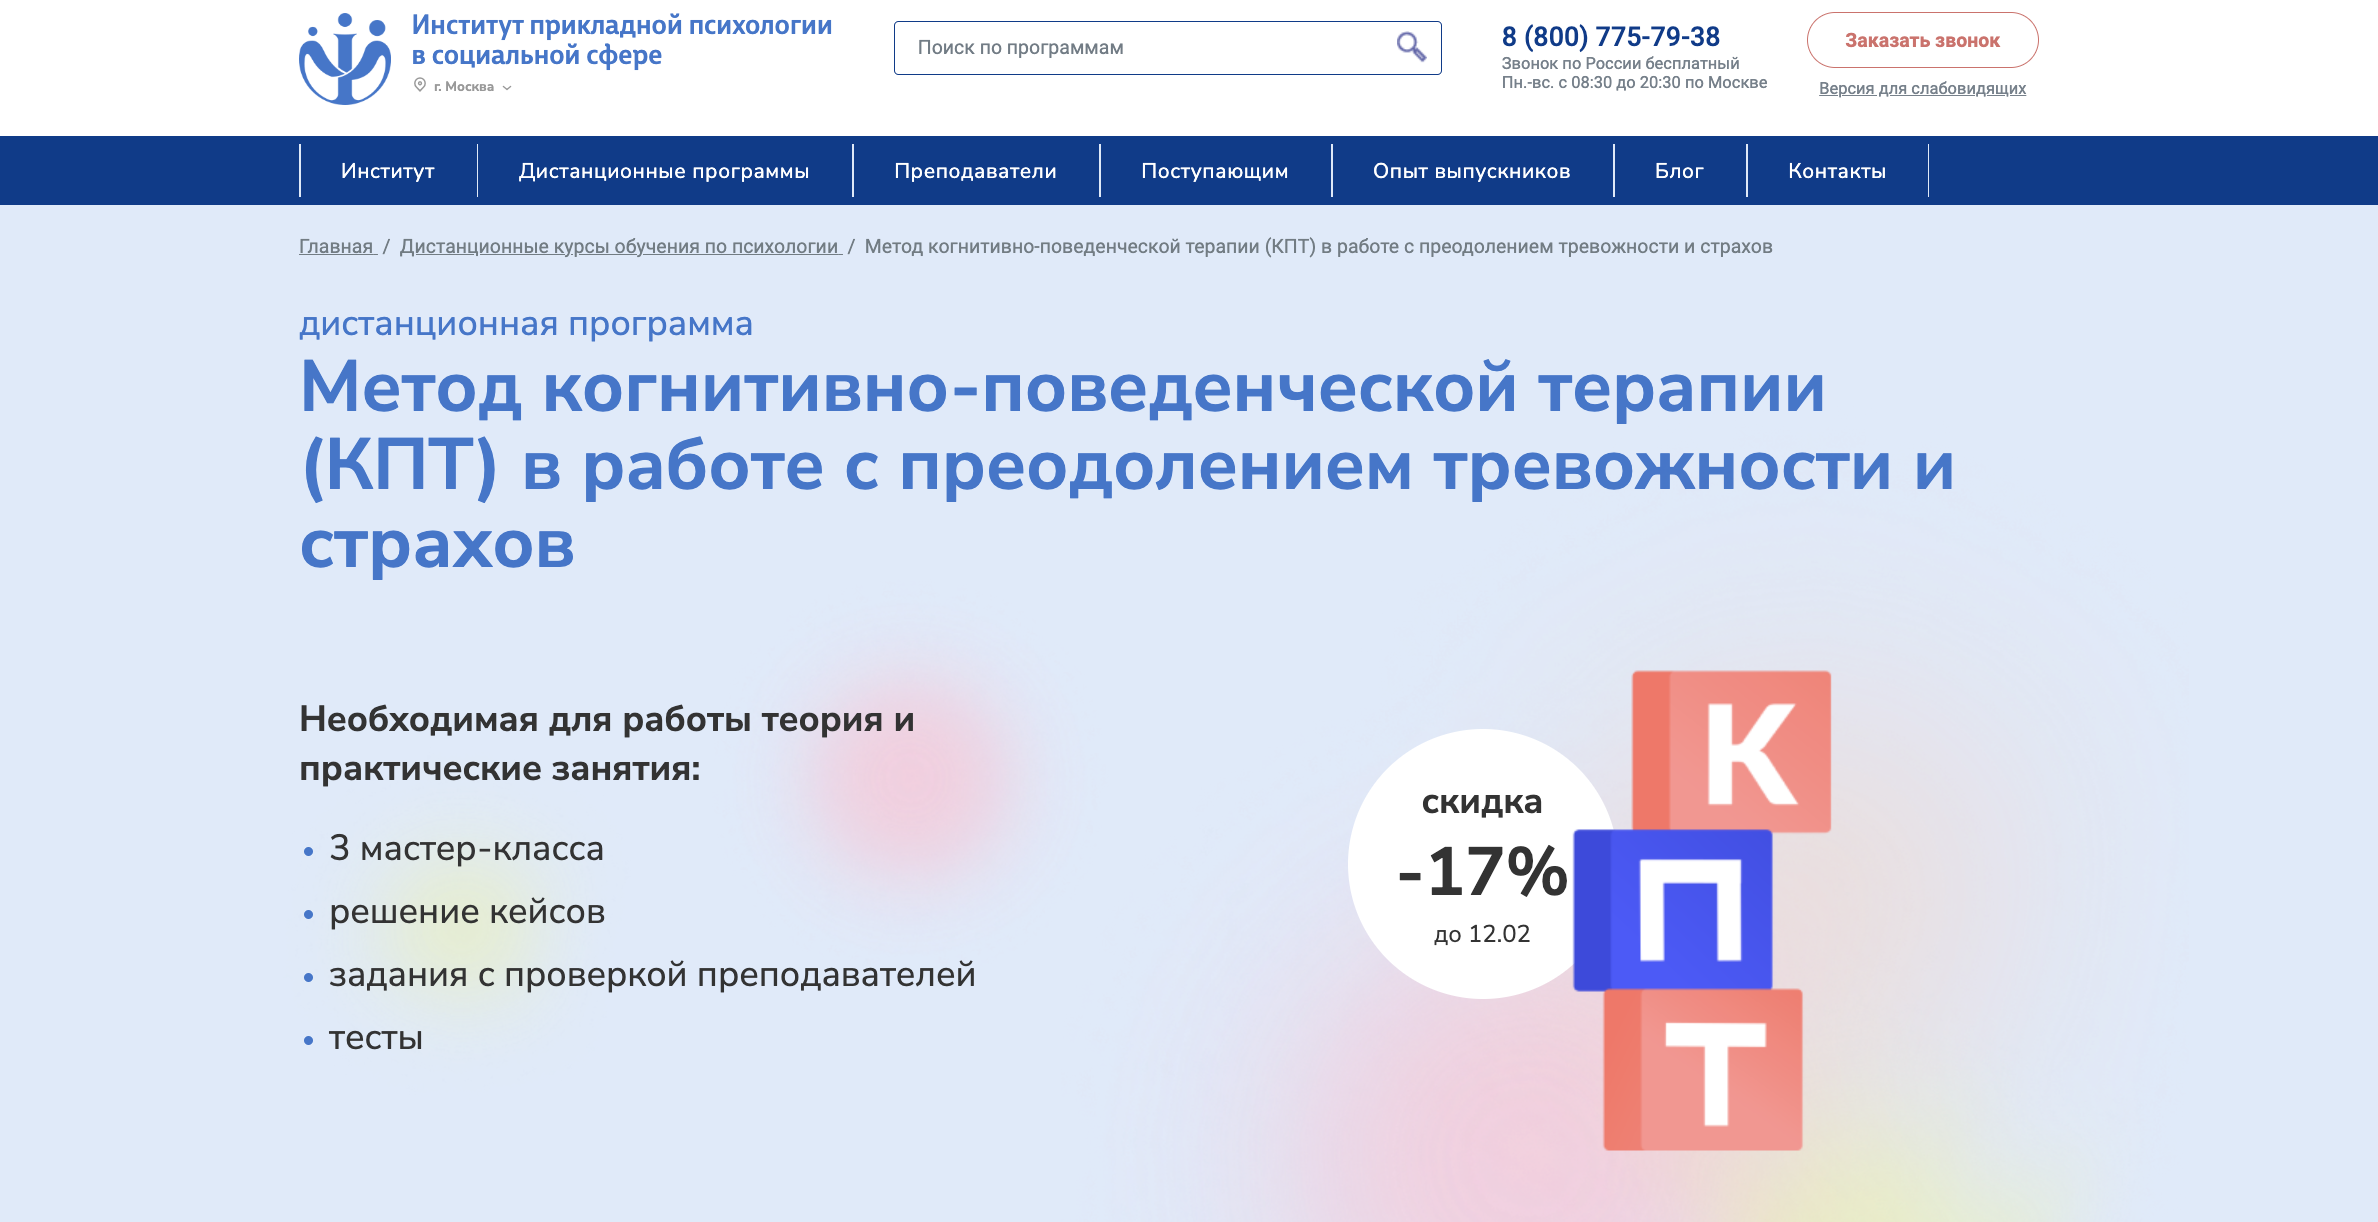 Институт прикладной психологии
в социальной сфере
г. Москва
Поиск по программам
8 (800) 775-79-38
Звонок по России бесплатный
Пн.-вс. с 08:30 до 20:30 по Москве
Заказать звонок
Версия для слабовидящих
Институт
Дистанционные программы
Преподаватели
Поступающим
Опыт выпускников
Блог
Контакты
Главная / Дистанционные курсы обучения по психологии / Метод когнитивно-поведенческой терапии (КПТ) в работе с преодолением тревожности и страхов
дистанционная программа
Метод когнитивно-поведенческой терапии
(КПТ) в работе с преодолением тревожности и
страхов
Необходимая для работы теория и
практические занятия:
• 3 мастер-класса
• решение кейсов
• задания с проверкой преподавателей
• тесты
скидка
-17%
до 12.02
К
П
Т